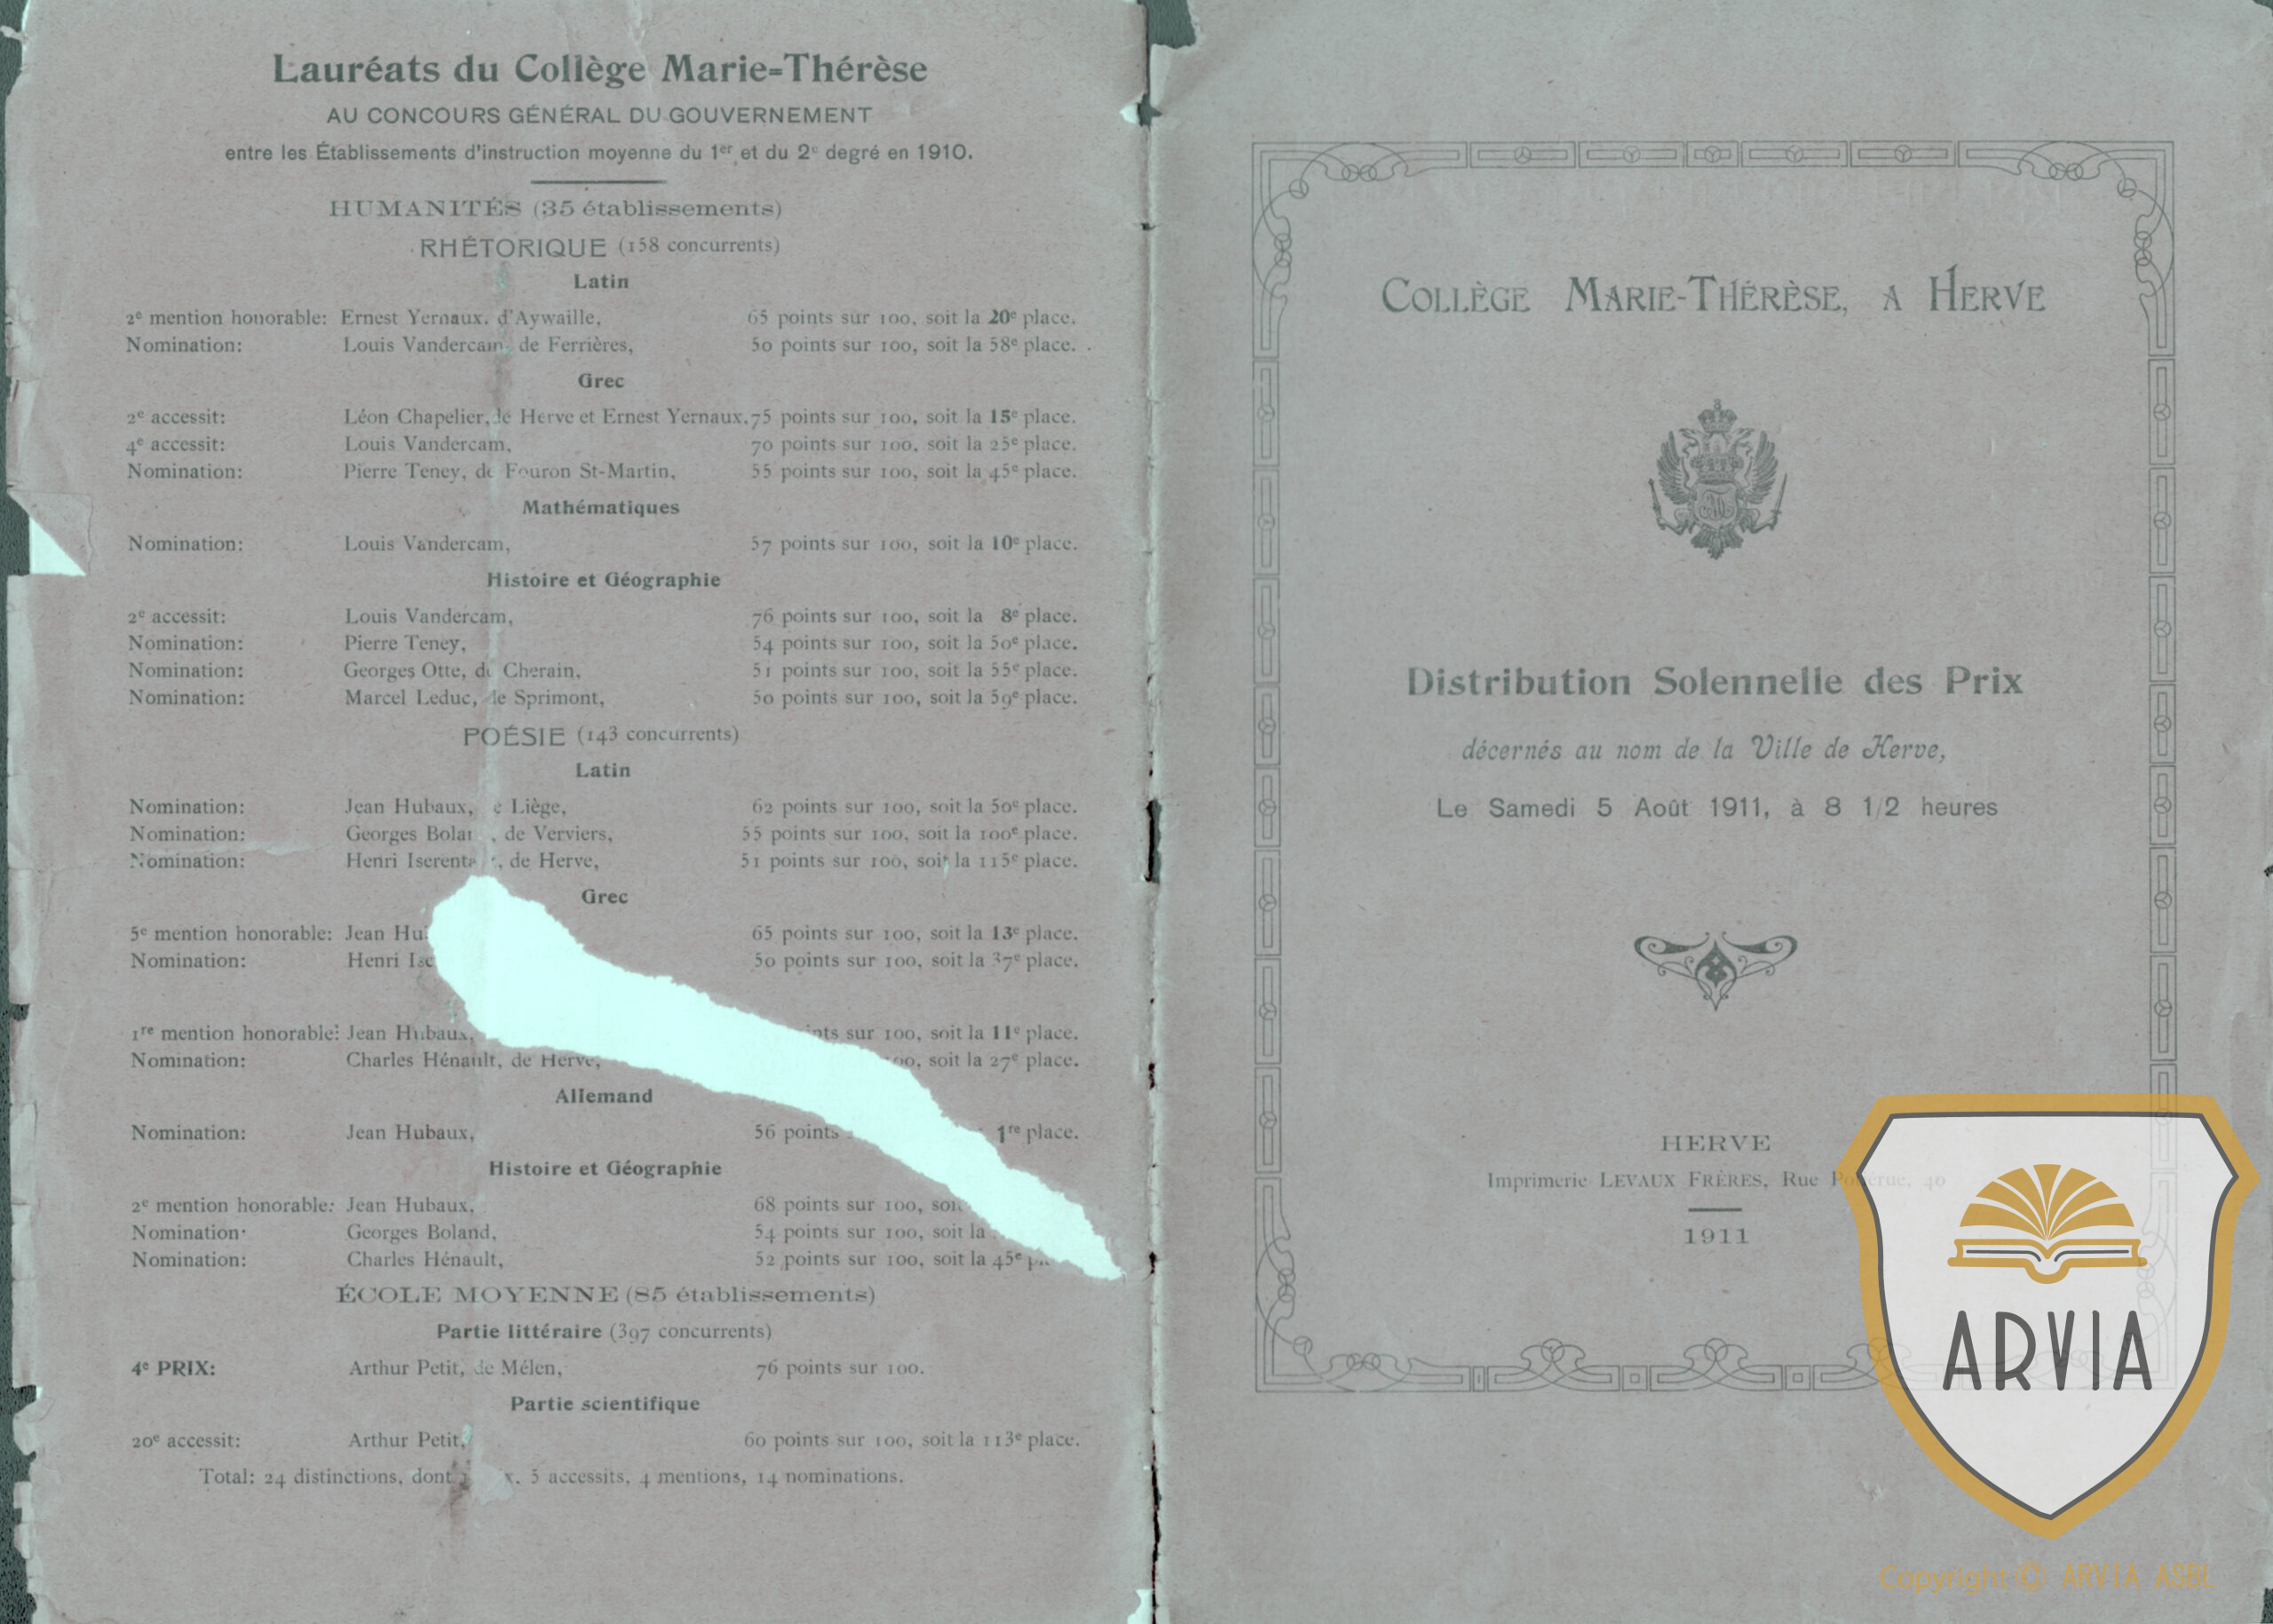 Lauréats du Collège Marie-Thérèse
AU CONCOURS GÉNÉRAL DU GOUVERNEMENT
entre les Établissements d'instruction moyenne du 1er et du 2e degré en 1910.
HUMANITÉS (35 établissements)
RHÉTORIQUE (158 concurrents)
Latin
2e mention honorable: Ernest Yernaux, d'Aywaille, 65 points sur 100, soit la 20e place.
Nomination: Louis Vandercam, de Ferrières, 50 points sur 100, soit la 58e place.
Grec
2e accessit: Léon Chapelier, de Herve et Ernest Yernaux, 75 points sur 100, soit la 15e place.
4e accessit: Louis Vandercam, 70 points sur 100, soit la 25e place.
Nomination: Pierre Teney, de Fouron St-Martin, 55 points sur 100, soit la 45e place.
Mathématiques
Nomination: Louis Vandercam, 57 points sur 100, soit la 10e place.
Histoire et Géographie
2e accessit: Louis Vandercam, 76 points sur 100, soit la 8e place.
Nomination: Pierre Teney, 54 points sur 100, soit la 50e place.
Nomination: Georges Otte, de Cherain, 51 points sur 100, soit la 55e place.
Nomination: Marcel Leduc, de Sprimont, 50 points sur 100, soit la 59e place.
POÉSIE (143 concurrents)
Latin
Nomination: Jean Hubaux, Liège, 62 points sur 100, soit la 50e place.
Nomination: Georges de Verviers, 55 points sur 100, soit la 100e place.
Nomination: Henri de Herve, 51 points sur 100, soit la 115e place.
Grec
5e mention honorable: Jean 65 points sur 100, soit la 13e place.
Nomination: Henri 50 points sur 100, soit la 37e place.
1re mention honorable: Jean Hubaux, sur 100, soit la 11e place.
Nomination: Charles Hénault, de Herve, soit la 27e place.
Allemand
Nomination: Jean Hubaux, 56 points 1re place.
Histoire et Géographie
2e mention honorable: Jean Hubaux, 68 points sur 100,
Nomination: Georges Boland, 54 points sur 100, soit la
Nomination: Charles Hénault, 52 points sur 100, soit la 45e
ÉCOLE MOYENNE (85 établissements)
Partie littéraire (397 concurrents)
4e PRIX: Arthur Petit, de Mélen, 76 points sur 100.
Partie scientifique
20e accessit: Arthur Petit, 60 points sur 100, soit la 113e place.
Total: 24 distinctions, dont 5 accessits, 4 mentions, 14 nominations.
COLLÈGE MARIE-THÉRÈSE, A HERVE
Distribution Solennelle des Prix
décernés au nom de la Ville de Herve,
Le Samedi 5 Août 1911, à 8 1/2 heures
HERVE
Imprimerie LEVAUX FRÈRES, Rue 40
1911
ARVIA
Copyright © ARVIA ASBL